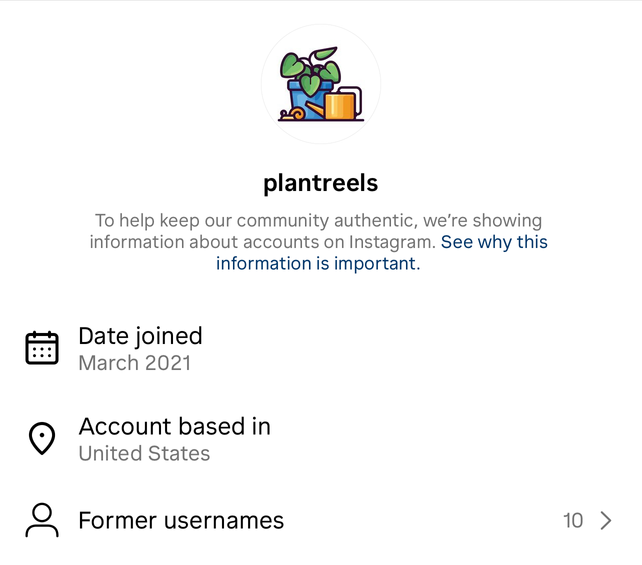 plantreels
To help keep our community authentic, we’re showing
information about accounts on Instagram. See why this
information is important.
Date joined
March 2021
Account based in
United States
Former usernames 10